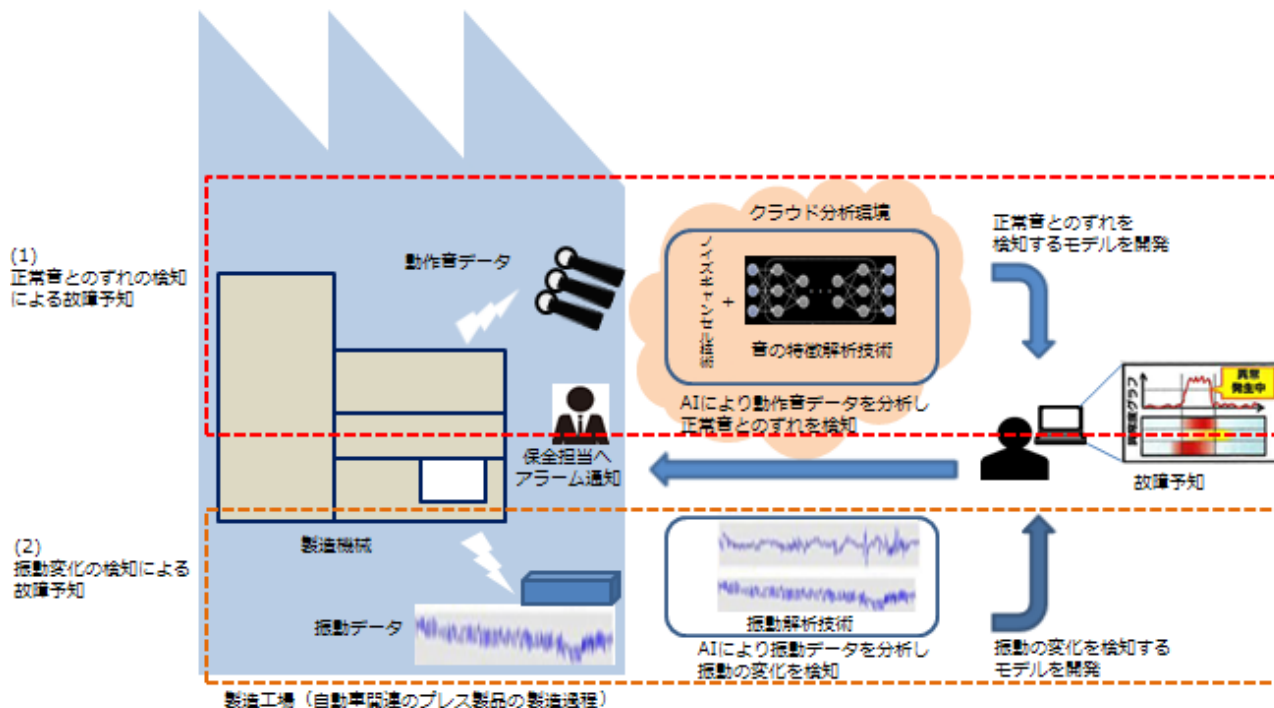 (1)
正常音とのずれの検知
による故障予知
動作音データ
クラウド分析環境
ノイズキャンセル技術
+
音の特徴解析技術
AIにより動作音データを分析し
正常音とのずれを検知
正常音とのずれを
検知するモデルを開発
異常
発生中
故障予知
保全担当へ
アラーム通知
製造機械
(2)
振動変化の検知による
故障予知
振動データ
振動解析技術
AIにより振動データを分析し
振動の変化を検知
振動の変化を検知する
モデルを開発
製造工場（自動車関連のプレス製品の製造過程）